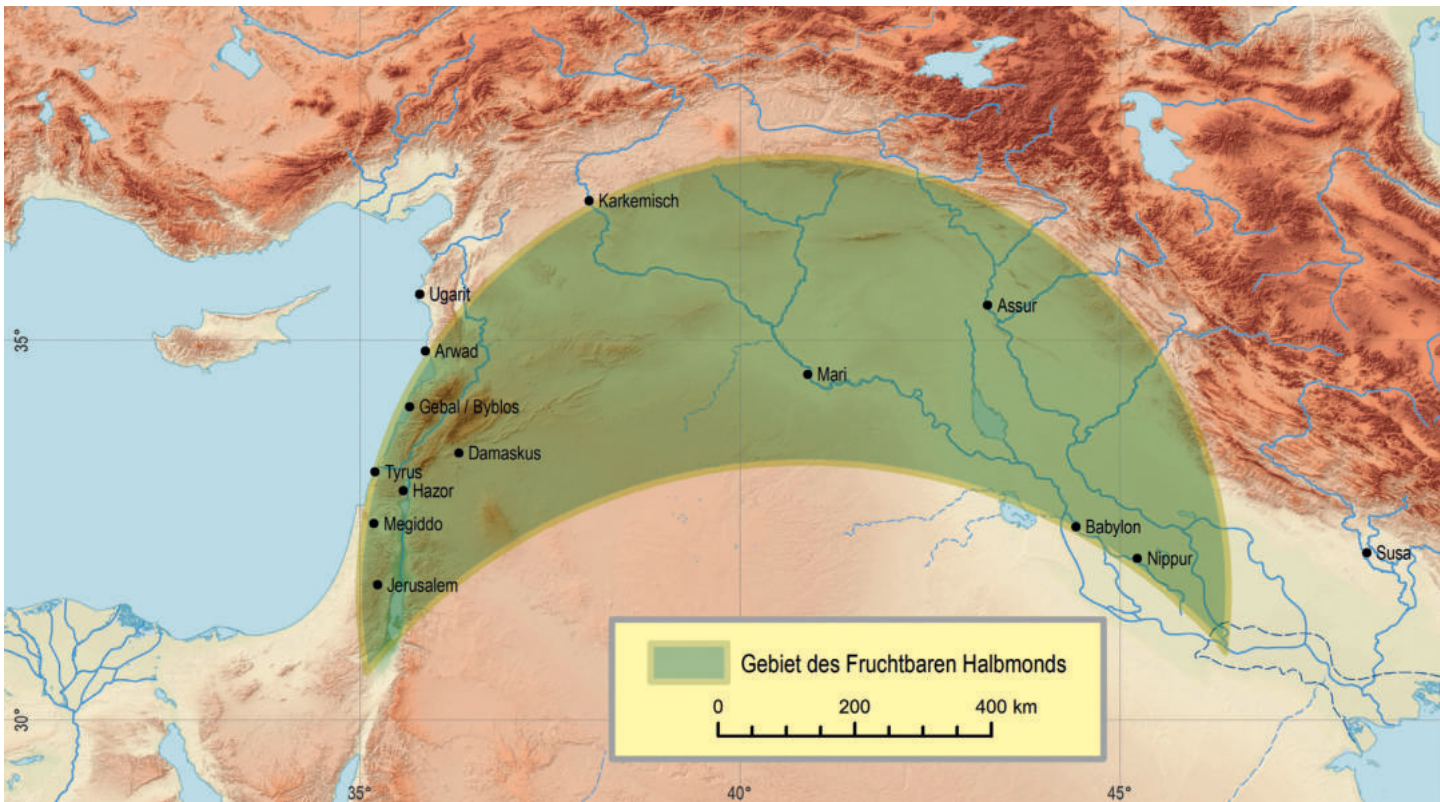 Karkemisch
Ugarit
Assur
35°
Arwad
Mari
Gebal / Byblos
Damaskus
Tyrus
Hazor
Megiddo
Babylon
Susa
Nippur
Jerusalem
Gebiet des Fruchtbaren Halbmonds
0 200 400 km
30°
35° 40° 45°